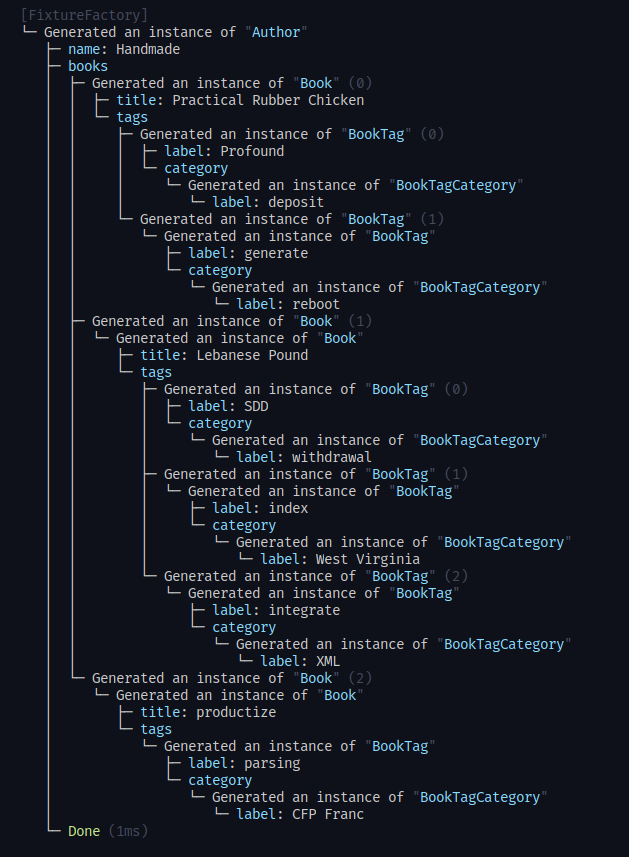 [FixtureFactory]
└─ Generated an instance of "Author"
   ├─ name: Handmade
   ├─ books
   │  ├─ Generated an instance of "Book" (0)
   │  │  ├─ title: Practical Rubber Chicken
   │  │  └─ tags
   │  │     ├─ Generated an instance of "BookTag" (0)
   │  │     │  ├─ label: Profound
   │  │     │  └─ category
   │  │     │     └─ Generated an instance of "BookTagCategory"
   │  │     │        └─ label: deposit
   │  │     └─ Generated an instance of "BookTag" (1)
   │  │        └─ Generated an instance of "BookTag"
   │  │           ├─ label: generate
   │  │           └─ category
   │  │              └─ Generated an instance of "BookTagCategory"
   │  │                 └─ label: reboot
   │  ├─ Generated an instance of "Book" (1)
   │  │  └─ Generated an instance of "Book"
   │  │     ├─ title: Lebanese Pound
   │  │     └─ tags
   │  │        ├─ Generated an instance of "BookTag" (0)
   │  │        │  ├─ label: SDD
   │  │        │  └─ category
   │  │        │     └─ Generated an instance of "BookTagCategory"
   │  │        │        └─ label: withdrawal
   │  │        ├─ Generated an instance of "BookTag" (1)
   │  │        │  └─ Generated an instance of "BookTag"
   │  │        │     ├─ label: index
   │  │        │     └─ category
   │  │        │        └─ Generated an instance of "BookTagCategory"
   │  │        │           └─ label: West Virginia
   │  │        └─ Generated an instance of "BookTag" (2)
   │  │           └─ Generated an instance of "BookTag"
   │  │              ├─ label: integrate
   │  │              └─ category
   │  │                 └─ Generated an instance of "BookTagCategory"
   │  │                    └─ label: XML
   │  └─ Generated an instance of "Book" (2)
   │     └─ Generated an instance of "Book"
   │        ├─ title: productize
   │        └─ tags
   │           └─ Generated an instance of "BookTag"
   │              ├─ label: parsing
   │              └─ category
   │                 └─ Generated an instance of "BookTagCategory"
   │                    └─ label: CFP Franc
   └─ Done (1ms)